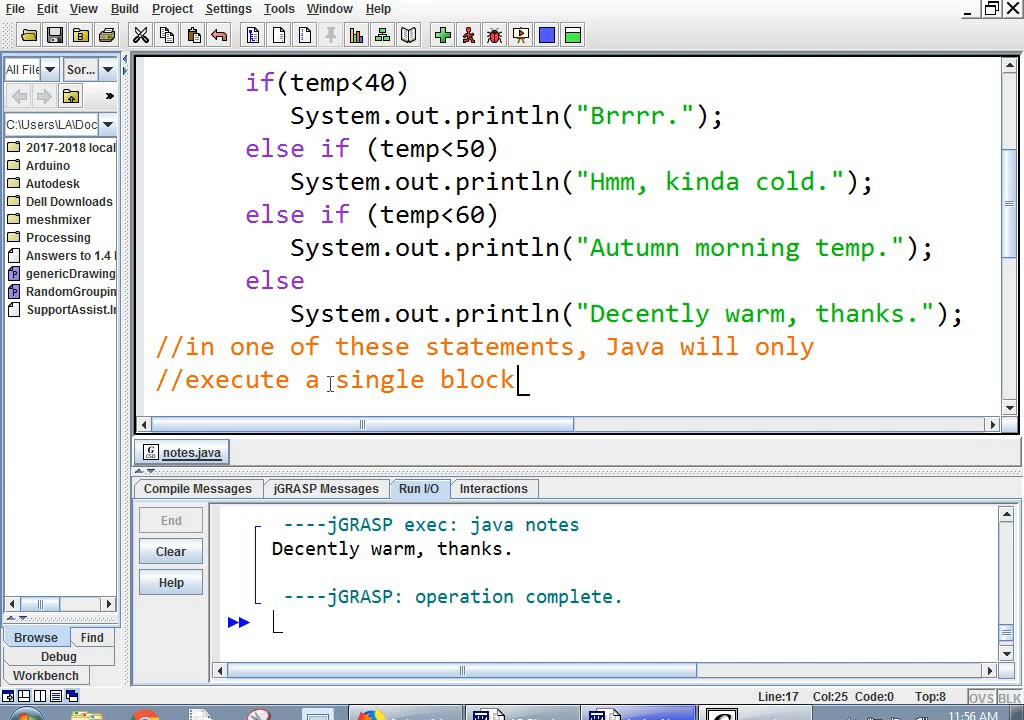 File Edit View Build Project Settings Tools Window Help
All File Sor...
C:\Users\LA\Doc
2017-2018 local
Arduino
Autodesk
Dell Downloads
meshmixer
Processing
Answers to 1.4
genericDrawing
RandomGroupin
SupportAssist.In
Browse Find
Debug
Workbench
if(temp<40)
System.out.println("Brrrr.");
else if (temp<50)
System.out.println("Hmm, kinda cold.");
else if (temp<60)
System.out.println("Autumn morning temp.");
else
System.out.println("Decently warm, thanks.");
//in one of these statements, Java will only
//execute a single block
notes.java
Compile Messages jGRASP Messages Run I/O Interactions
End
Clear
Help
----jGRASP exec: java notes
Decently warm, thanks.
----jGRASP: operation complete.
Line:17 Col:25 Code:0 Top:8 OVS BLK
11:56 AM